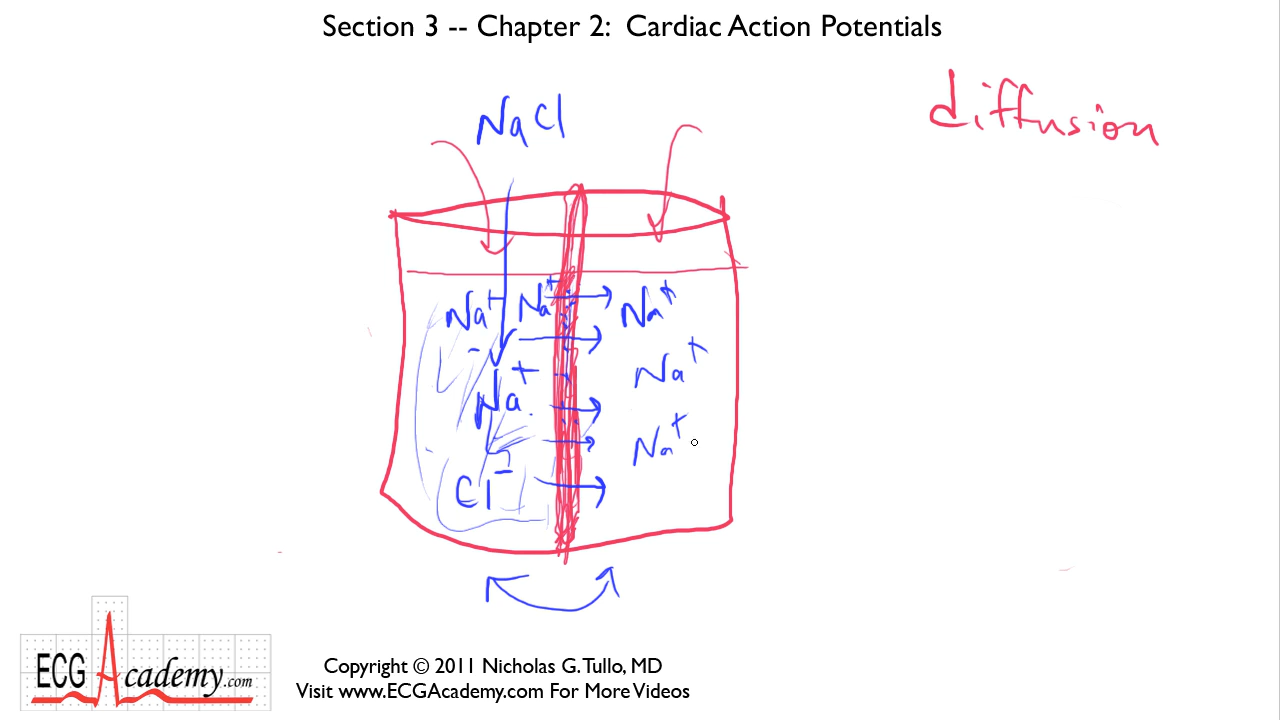 Section 3 -- Chapter 2: Cardiac Action Potentials
diffusion
NaCl
Na+ Na+ Na+
Na+ Na+
Na+
Cl-
ECG Academy.com
Copyright © 2011 Nicholas G. Tullo, MD
Visit www.ECGAcademy.com For More Videos